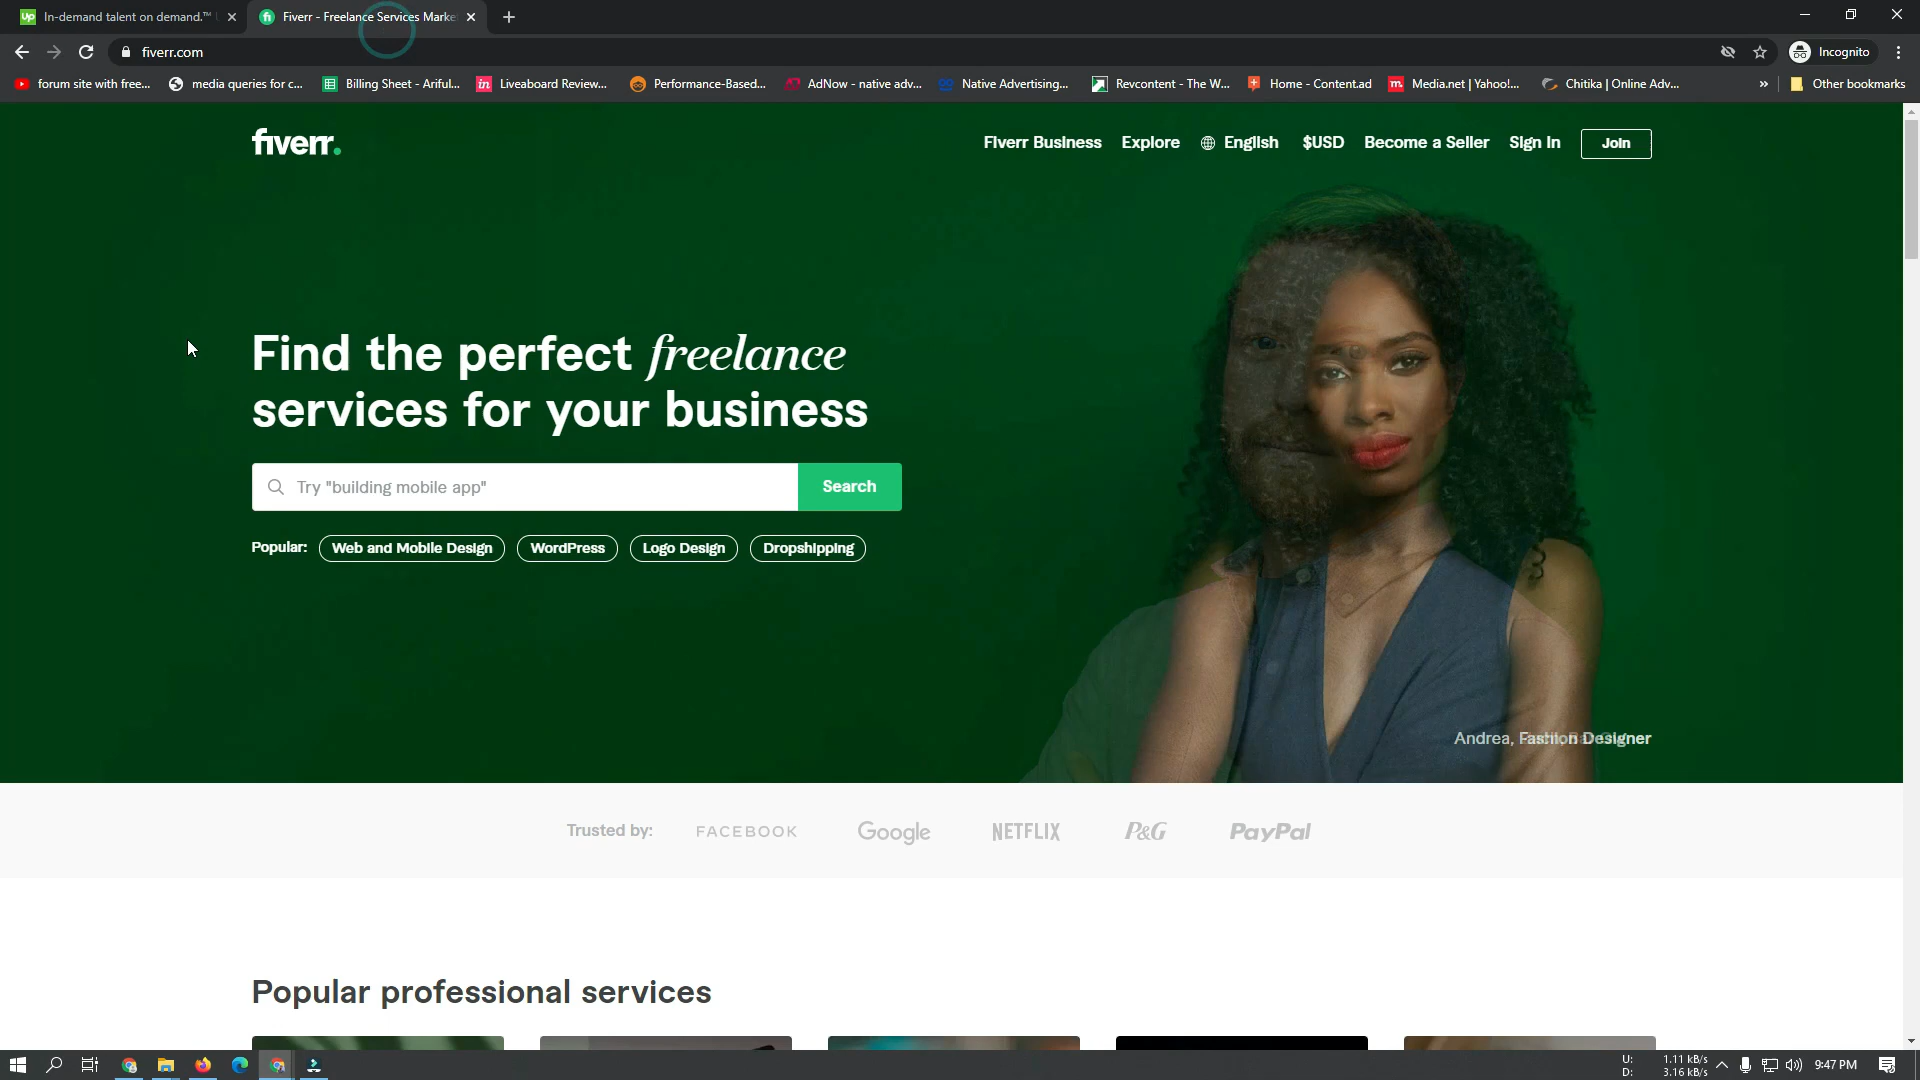 Up In-demand talent on demand.™
Fiverr - Freelance Services Marke
fiverr.com
Incognito
forum site with free...
media queries for c...
Billing Sheet - Ariful...
in Liveaboard Review...
Performance-Based...
AdNow - native adv...
Native Advertising...
Revcontent - The W...
Home - Content.ad
m Media.net | Yahoo!...
Chitika | Online Adv...
»
Other bookmarks
fiverr.
Fiverr Business
Explore
English
$USD
Become a Seller
Sign In
Join
Find the perfect freelance
services for your business
Try "building mobile app"
Search
Popular:
Web and Mobile Design
WordPress
Logo Design
Dropshipping
Andrea, Fashion Designer
Trusted by:
FACEBOOK
Google
NETFLIX
P&G
PayPal
Popular professional services
U: 1.11 kB/s
D: 3.16 kB/s
9:47 PM